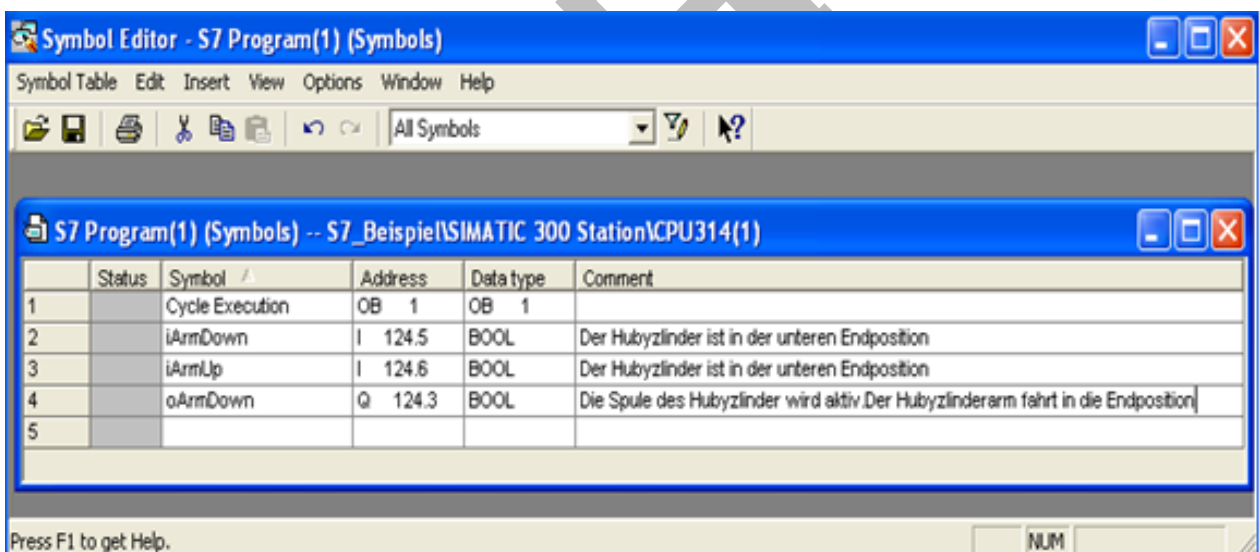 Symbol Editor - S7 Program(1) (Symbols)
Symbol Table Edit Insert View Options Window Help
All Symbols
S7 Program(1) (Symbols) -- S7_Beispiel\SIMATIC 300 Station\CPU314(1)
Status Symbol Address Data type Comment
1 Cycle Execution OB 1 OB 1
2 iArmDown I 124.5 BOOL Der Hubyzlinder ist in der unteren Endposition
3 iArmUp I 124.6 BOOL Der Hubyzlinder ist in der unteren Endposition
4 oArmDown Q 124.3 BOOL Die Spule des Hubyzlinder wird aktiv.Der Hubyzlinderarm fahrt in die Endposition
5
Press F1 to get Help. NUM